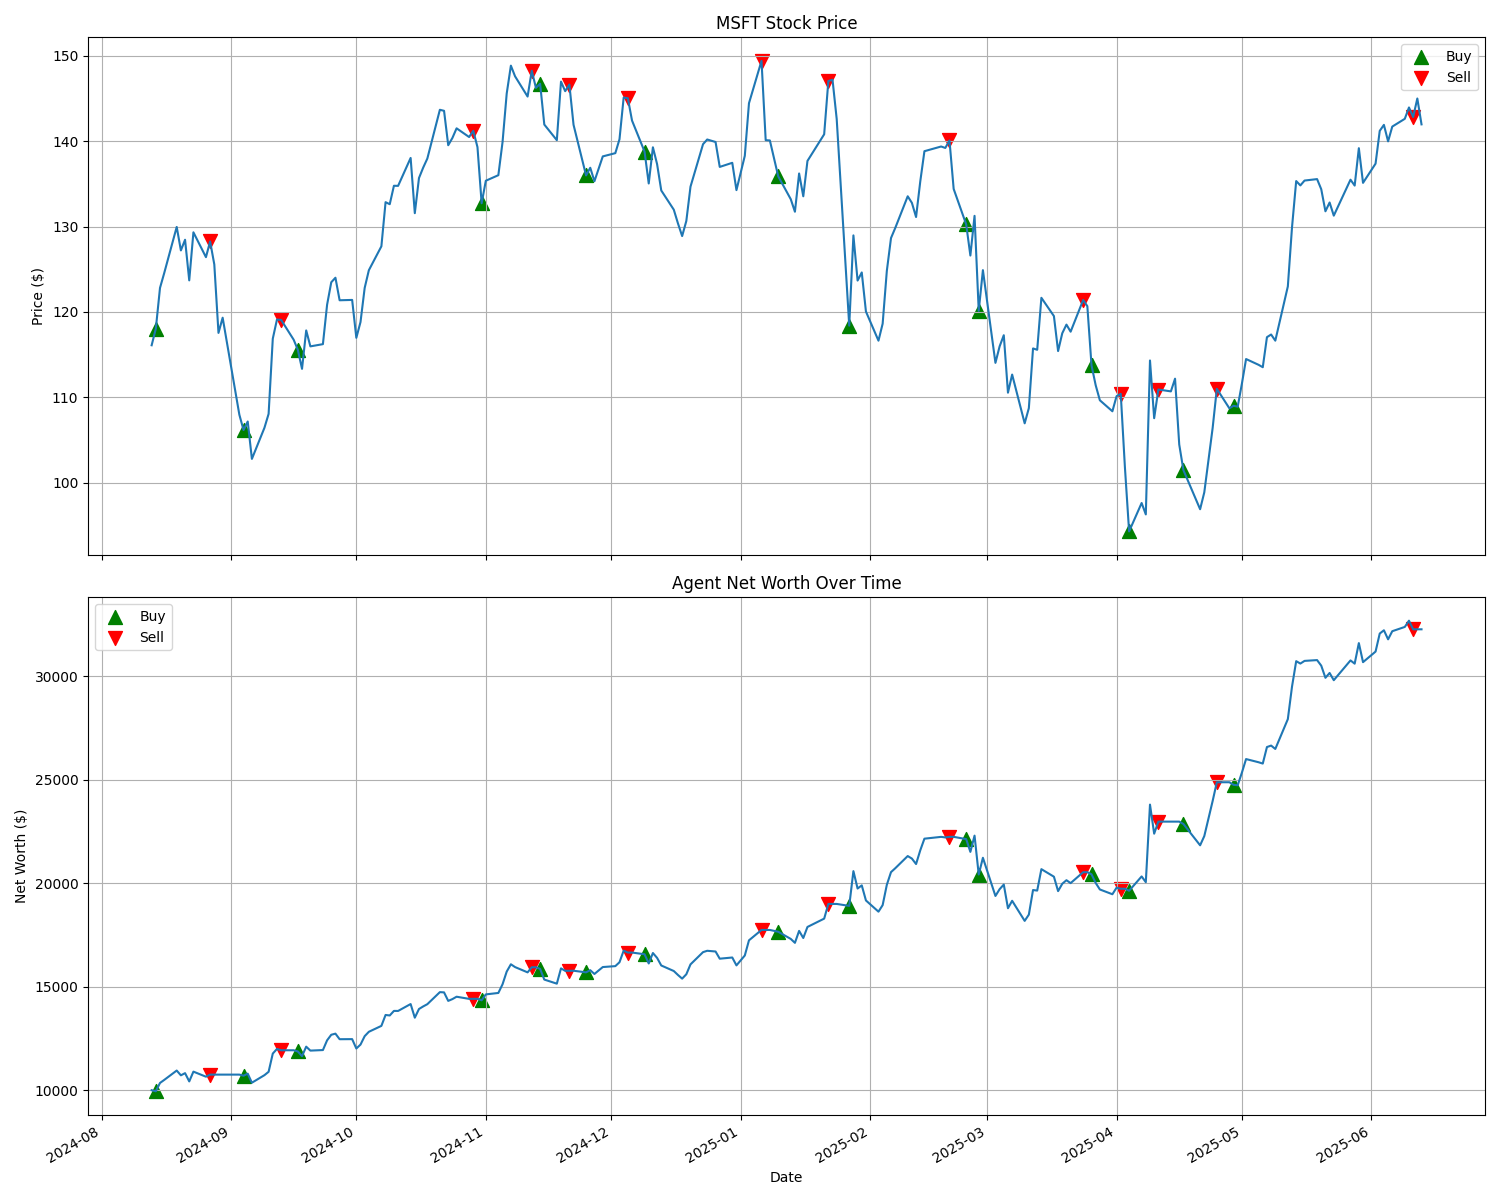 MSFT Stock Price
Price ($)
150
140
130
120
110
100
Buy
Sell
Agent Net Worth Over Time
Net Worth ($)
30000
25000
20000
15000
10000
Buy
Sell
2024-08
2024-09
2024-10
2024-11
2024-12
2025-01
2025-02
2025-03
2025-04
2025-05
2025-06
Date